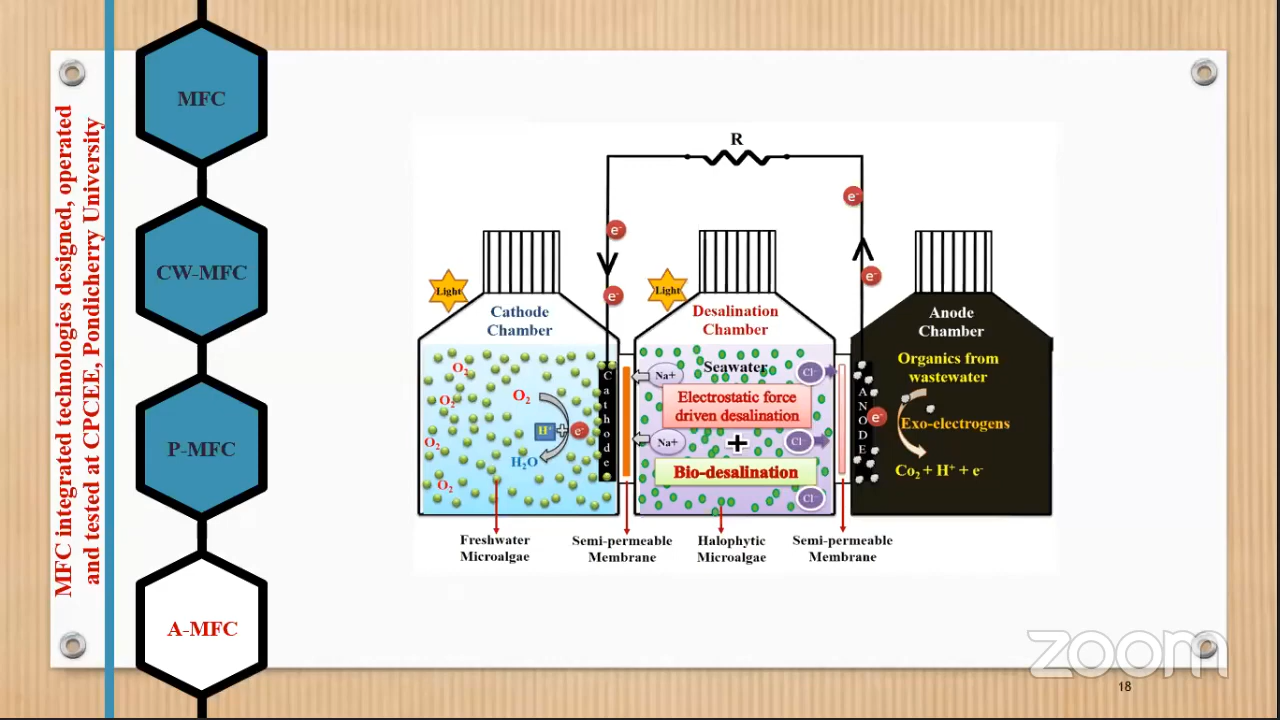 MFC integrated technologies designed, operated
and tested at CPCEE, Pondicherry University
MFC
CW-MFC
P-MFC
A-MFC
R
e-
e-
e-
e-
Light
Light
Cathode
Chamber
Desalination
Chamber
Anode
Chamber
O₂
O₂
O₂
O₂
O₂
H⁺
+
e-
H₂O
Cathode
Seawater
Na+
Na+
Cl⁻
Cl⁻
Cl⁻
Electrostatic force
driven desalination
+
Bio-desalination
ANODE
e-
Organics from
wastewater
Exo-electrogens
Co₂ + H⁺ + e⁻
Freshwater
Microalgae
Semi-permeable
Membrane
Halophytic
Microalgae
Semi-permeable
Membrane
zoom
18